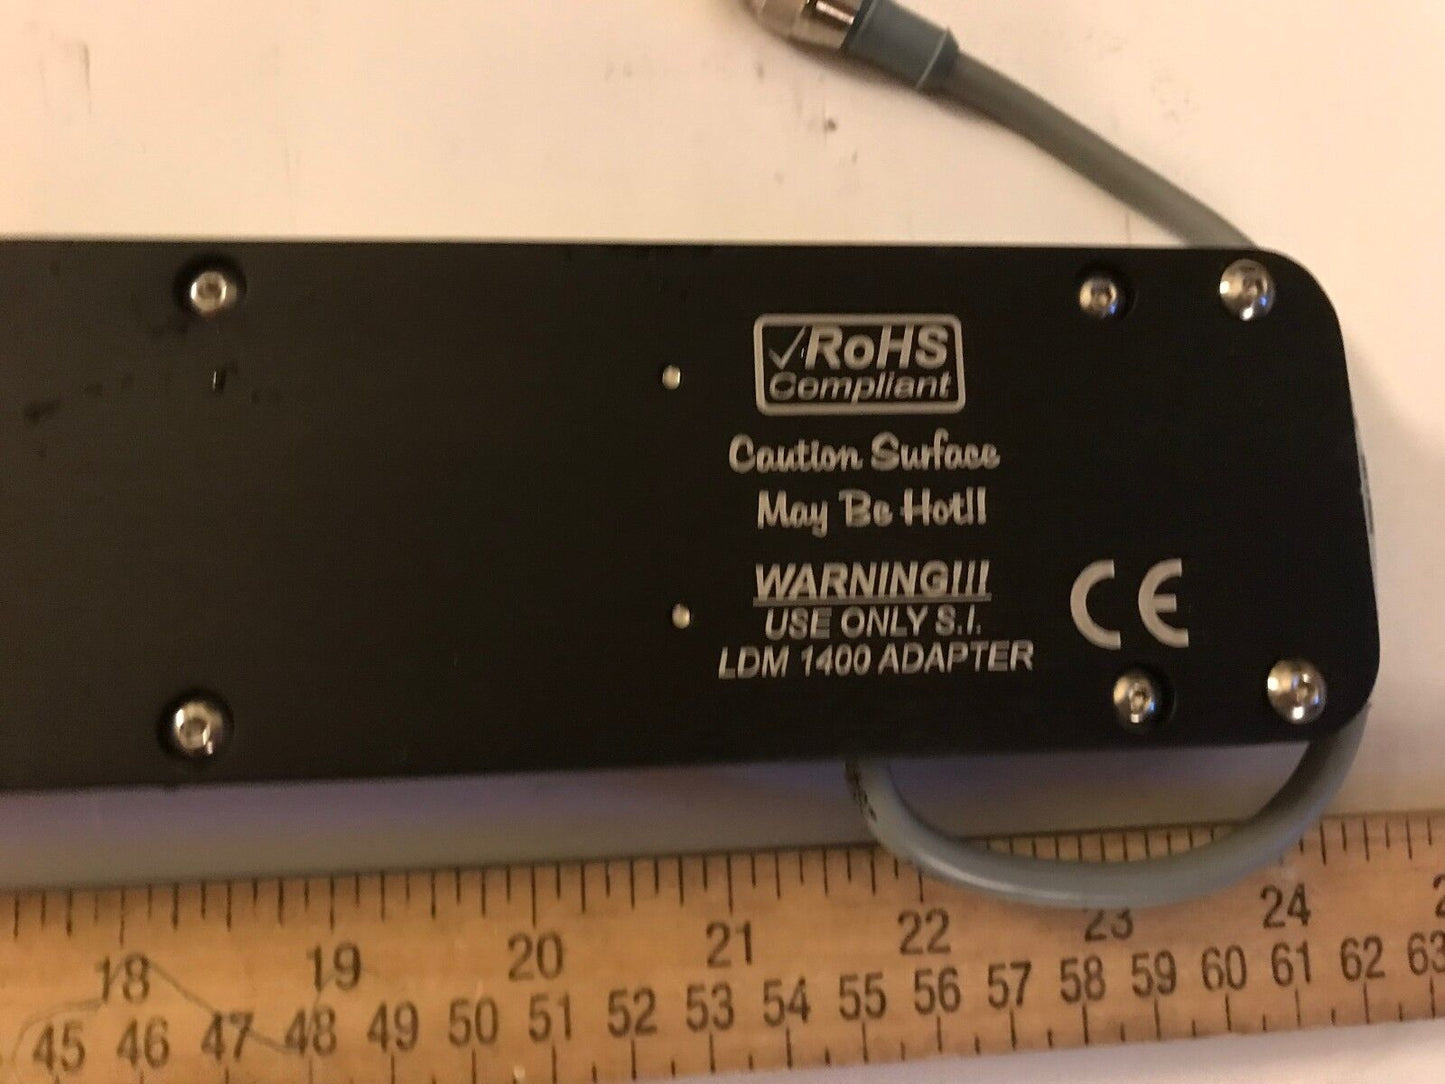 ✓RoHS
Compliant
Caution Surface
May Be Hot!!
WARNING!!!
USE ONLY S.I.
LDM 1400 ADAPTER
CE
18 19 20 21 22 23 24
45 46 47 48 49 50 51 52 53 54 55 56 57 58 59 60 61 62 63